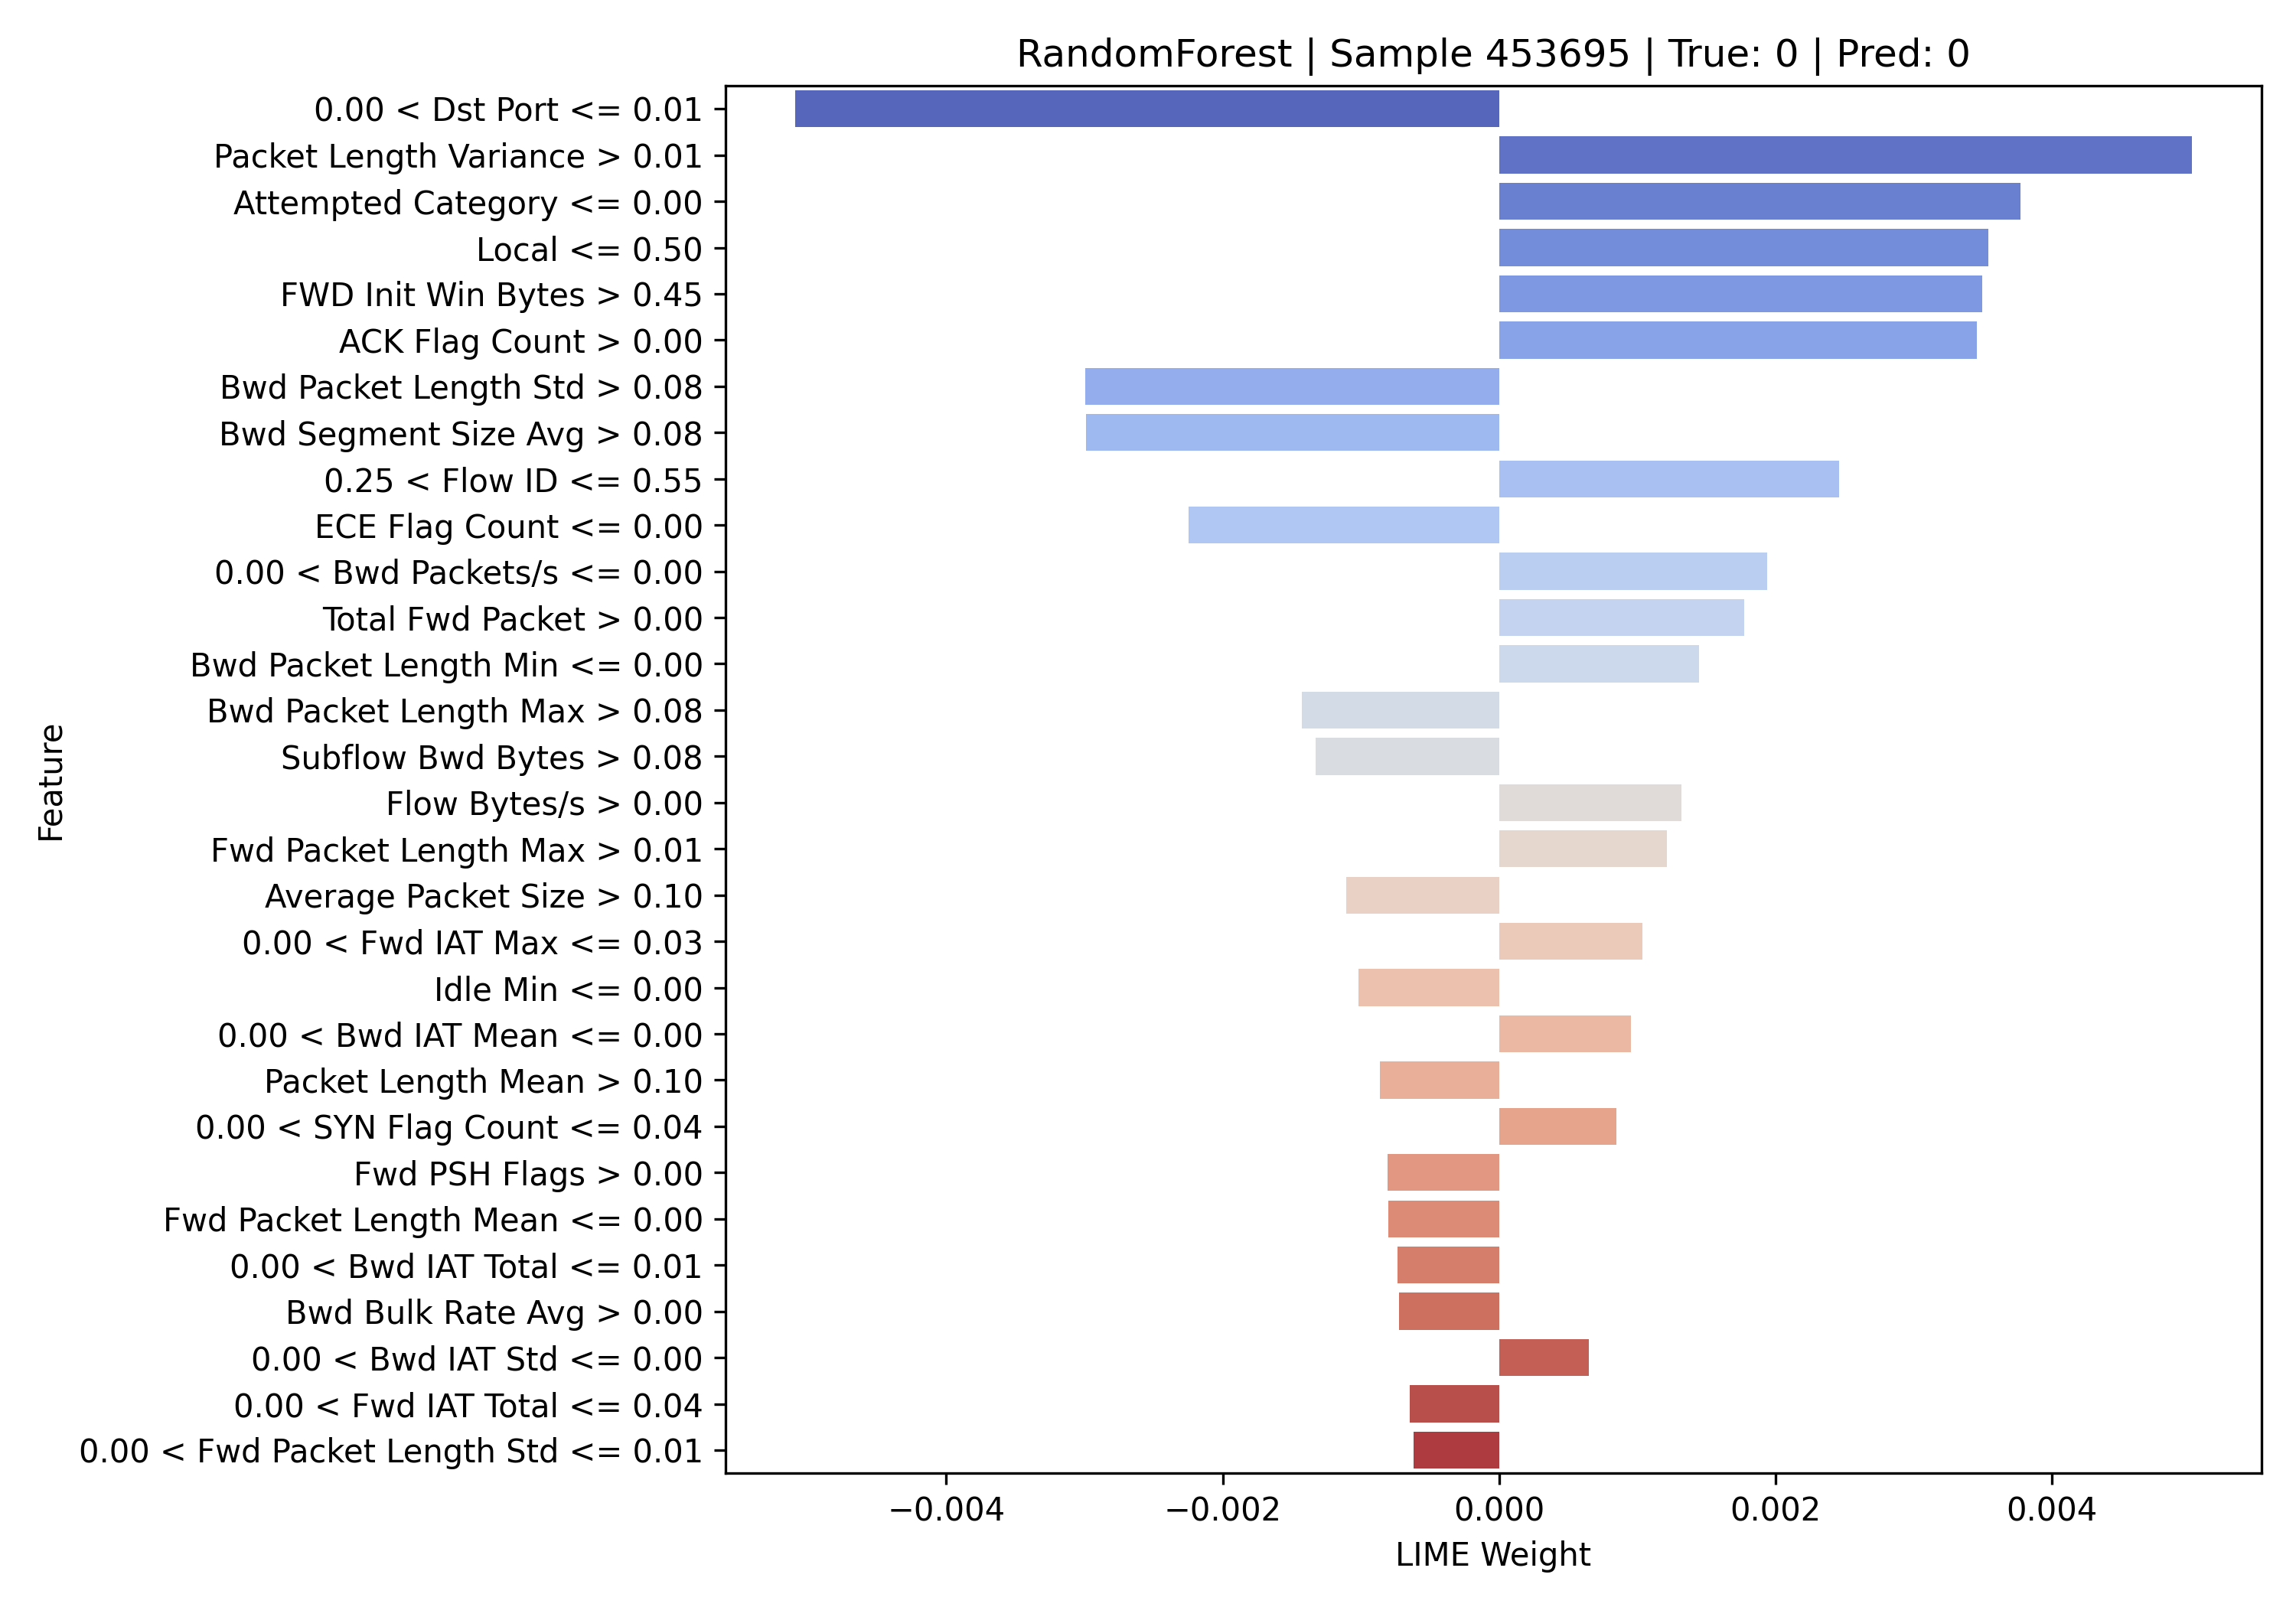 RandomForest | Sample 453695 | True: 0 | Pred: 0
0.00 < Dst Port <= 0.01
Packet Length Variance > 0.01
Attempted Category <= 0.00
Local <= 0.50
FWD Init Win Bytes > 0.45
ACK Flag Count > 0.00
Bwd Packet Length Std > 0.08
Bwd Segment Size Avg > 0.08
0.25 < Flow ID <= 0.55
ECE Flag Count <= 0.00
0.00 < Bwd Packets/s <= 0.00
Total Fwd Packet > 0.00
Bwd Packet Length Min <= 0.00
Bwd Packet Length Max > 0.08
Subflow Bwd Bytes > 0.08
Flow Bytes/s > 0.00
Fwd Packet Length Max > 0.01
Average Packet Size > 0.10
0.00 < Fwd IAT Max <= 0.03
Idle Min <= 0.00
0.00 < Bwd IAT Mean <= 0.00
Packet Length Mean > 0.10
0.00 < SYN Flag Count <= 0.04
Fwd PSH Flags > 0.00
Fwd Packet Length Mean <= 0.00
0.00 < Bwd IAT Total <= 0.01
Bwd Bulk Rate Avg > 0.00
0.00 < Bwd IAT Std <= 0.00
0.00 < Fwd IAT Total <= 0.04
0.00 < Fwd Packet Length Std <= 0.01
Feature
−0.004 −0.002 0.000 0.002 0.004
LIME Weight